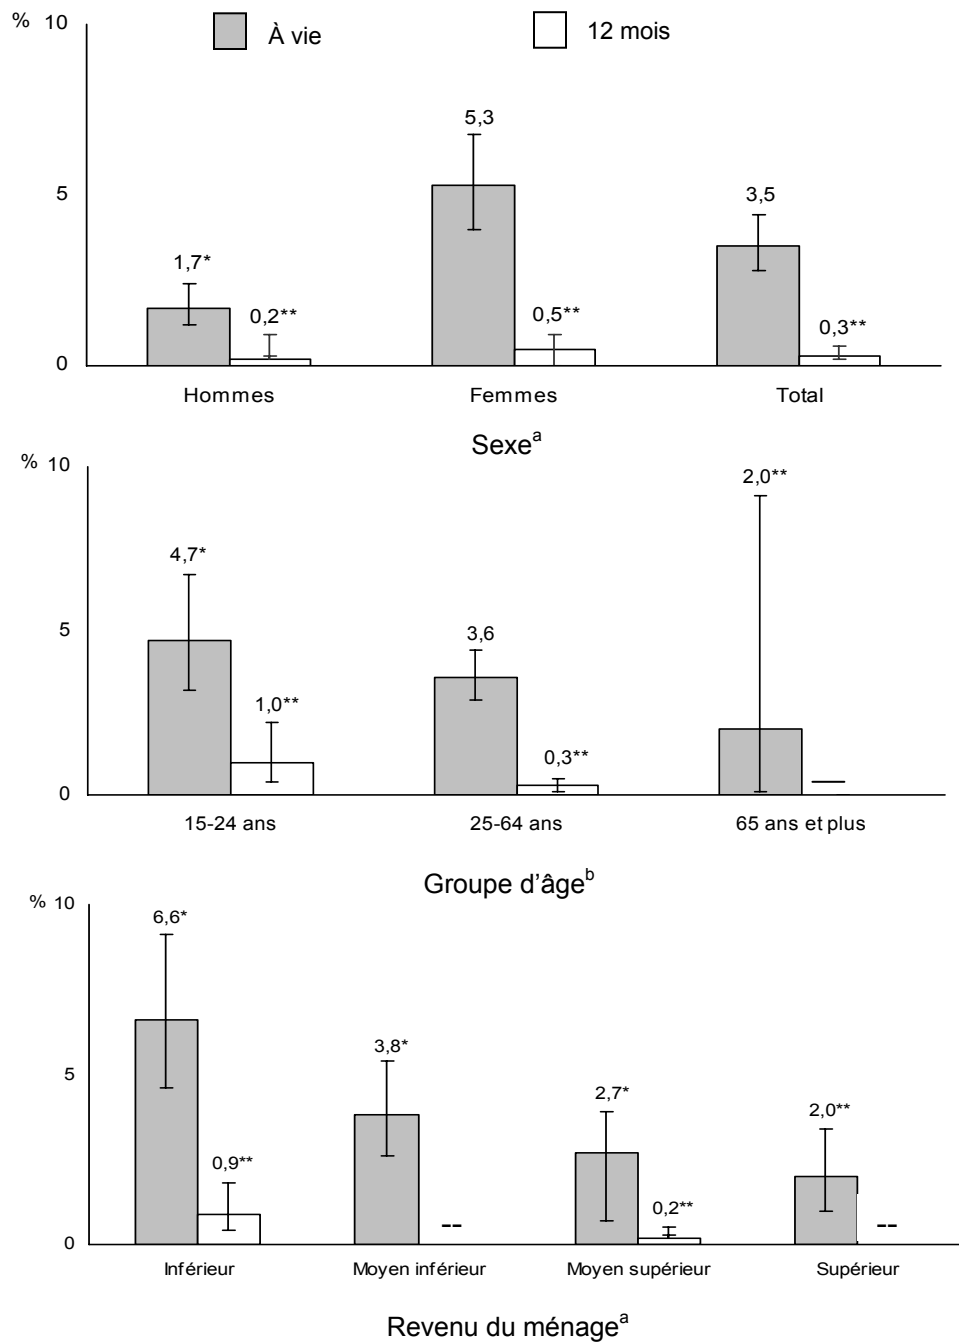 % 10
À vie
12 mois
5,3
5
3,5
1,7*
0,2**
0,5**
0,3**
0
Hommes
Femmes
Total
Sexeᵃ
% 10
2,0**
4,7*
5
3,6
1,0**
0,3**
0
15-24 ans
25-64 ans
65 ans et plus
Groupe d'âgeᵇ
% 10
6,6*
3,8*
5
2,7*
2,0**
0,9**
0,2**
--
--
0
Inférieur
Moyen inférieur
Moyen supérieur
Supérieur
Revenu du ménageᵃ